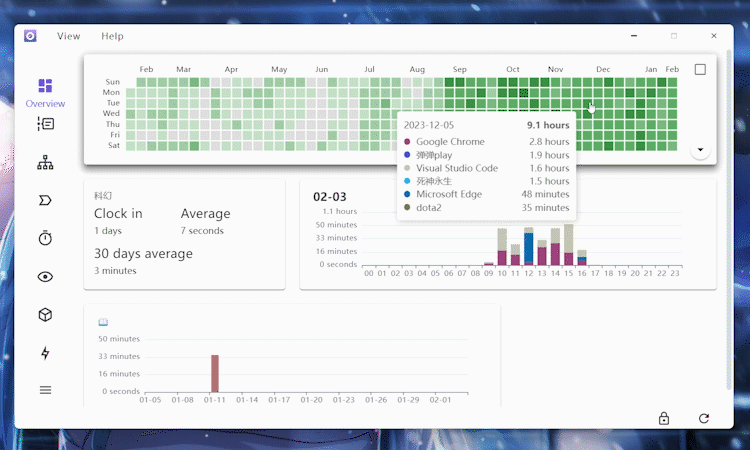 View Help
Feb Mar Apr May Jun Jul Aug Sep Oct Nov Dec Jan Feb
Sun
Mon
Tue
Wed
Thu
Fri
Sat
Overview
2023-12-05 9.1 hours
Google Chrome 2.8 hours
弹弹play 1.9 hours
Visual Studio Code 1.6 hours
死神永生 1.5 hours
Microsoft Edge 48 minutes
dota2 35 minutes
科幻
Clock in Average
1 days 7 seconds
30 days average
3 minutes
02-03
1.1 hours
50 minutes
33 minutes
16 minutes
0 seconds
00 01 02 03 04 05 06 07 08 09 10 11 12 13 14 15 16 17 18 19 20 21 22 23
50 minutes
33 minutes
16 minutes
0 seconds
01-05 01-08 01-11 01-14 01-17 01-20 01-23 01-26 01-29 02-01